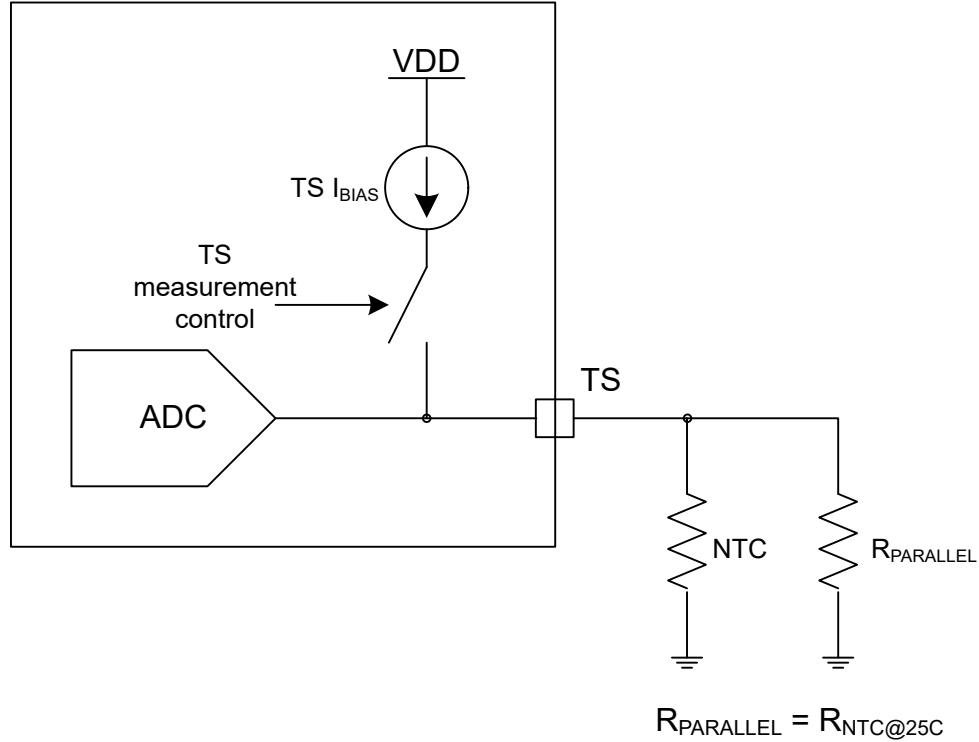 VDD
TS IBIAS
TS
measurement
control
ADC
TS
NTC
RPARALLEL
RPARALLEL = RNTC@25C